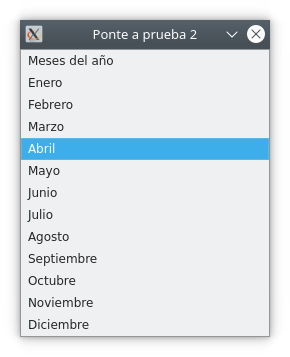 Ponte a prueba 2
Meses del año
Enero
Febrero
Marzo
Abril
Mayo
Junio
Julio
Agosto
Septiembre
Octubre
Noviembre
Diciembre